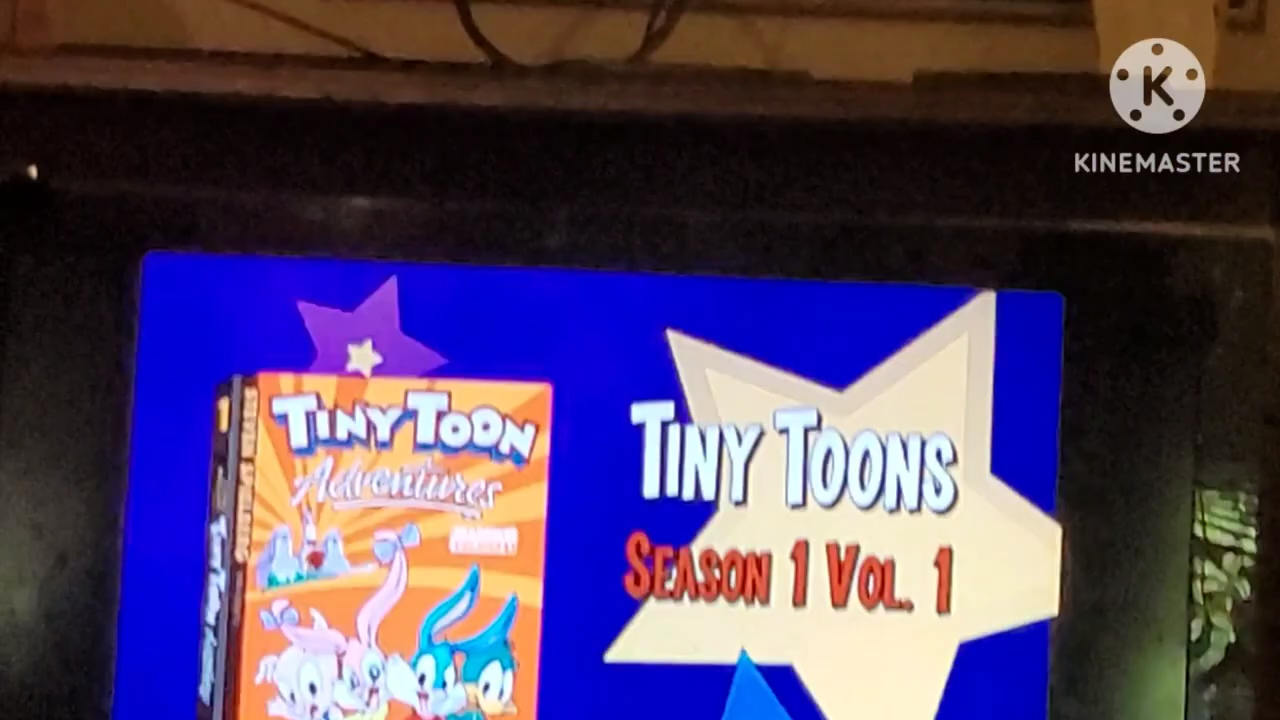 K
KINEMASTER
TINY TOON
Adventures
TINY TOONS
SEASON 1 VOL. 1